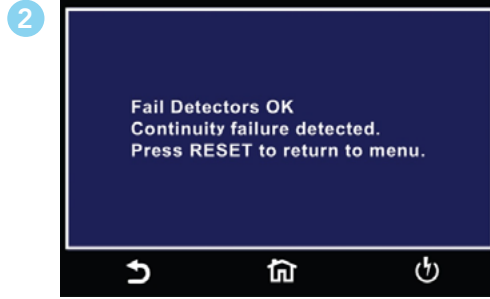 2
Fail Detectors OK
Continuity failure detected.
Press RESET to return to menu.